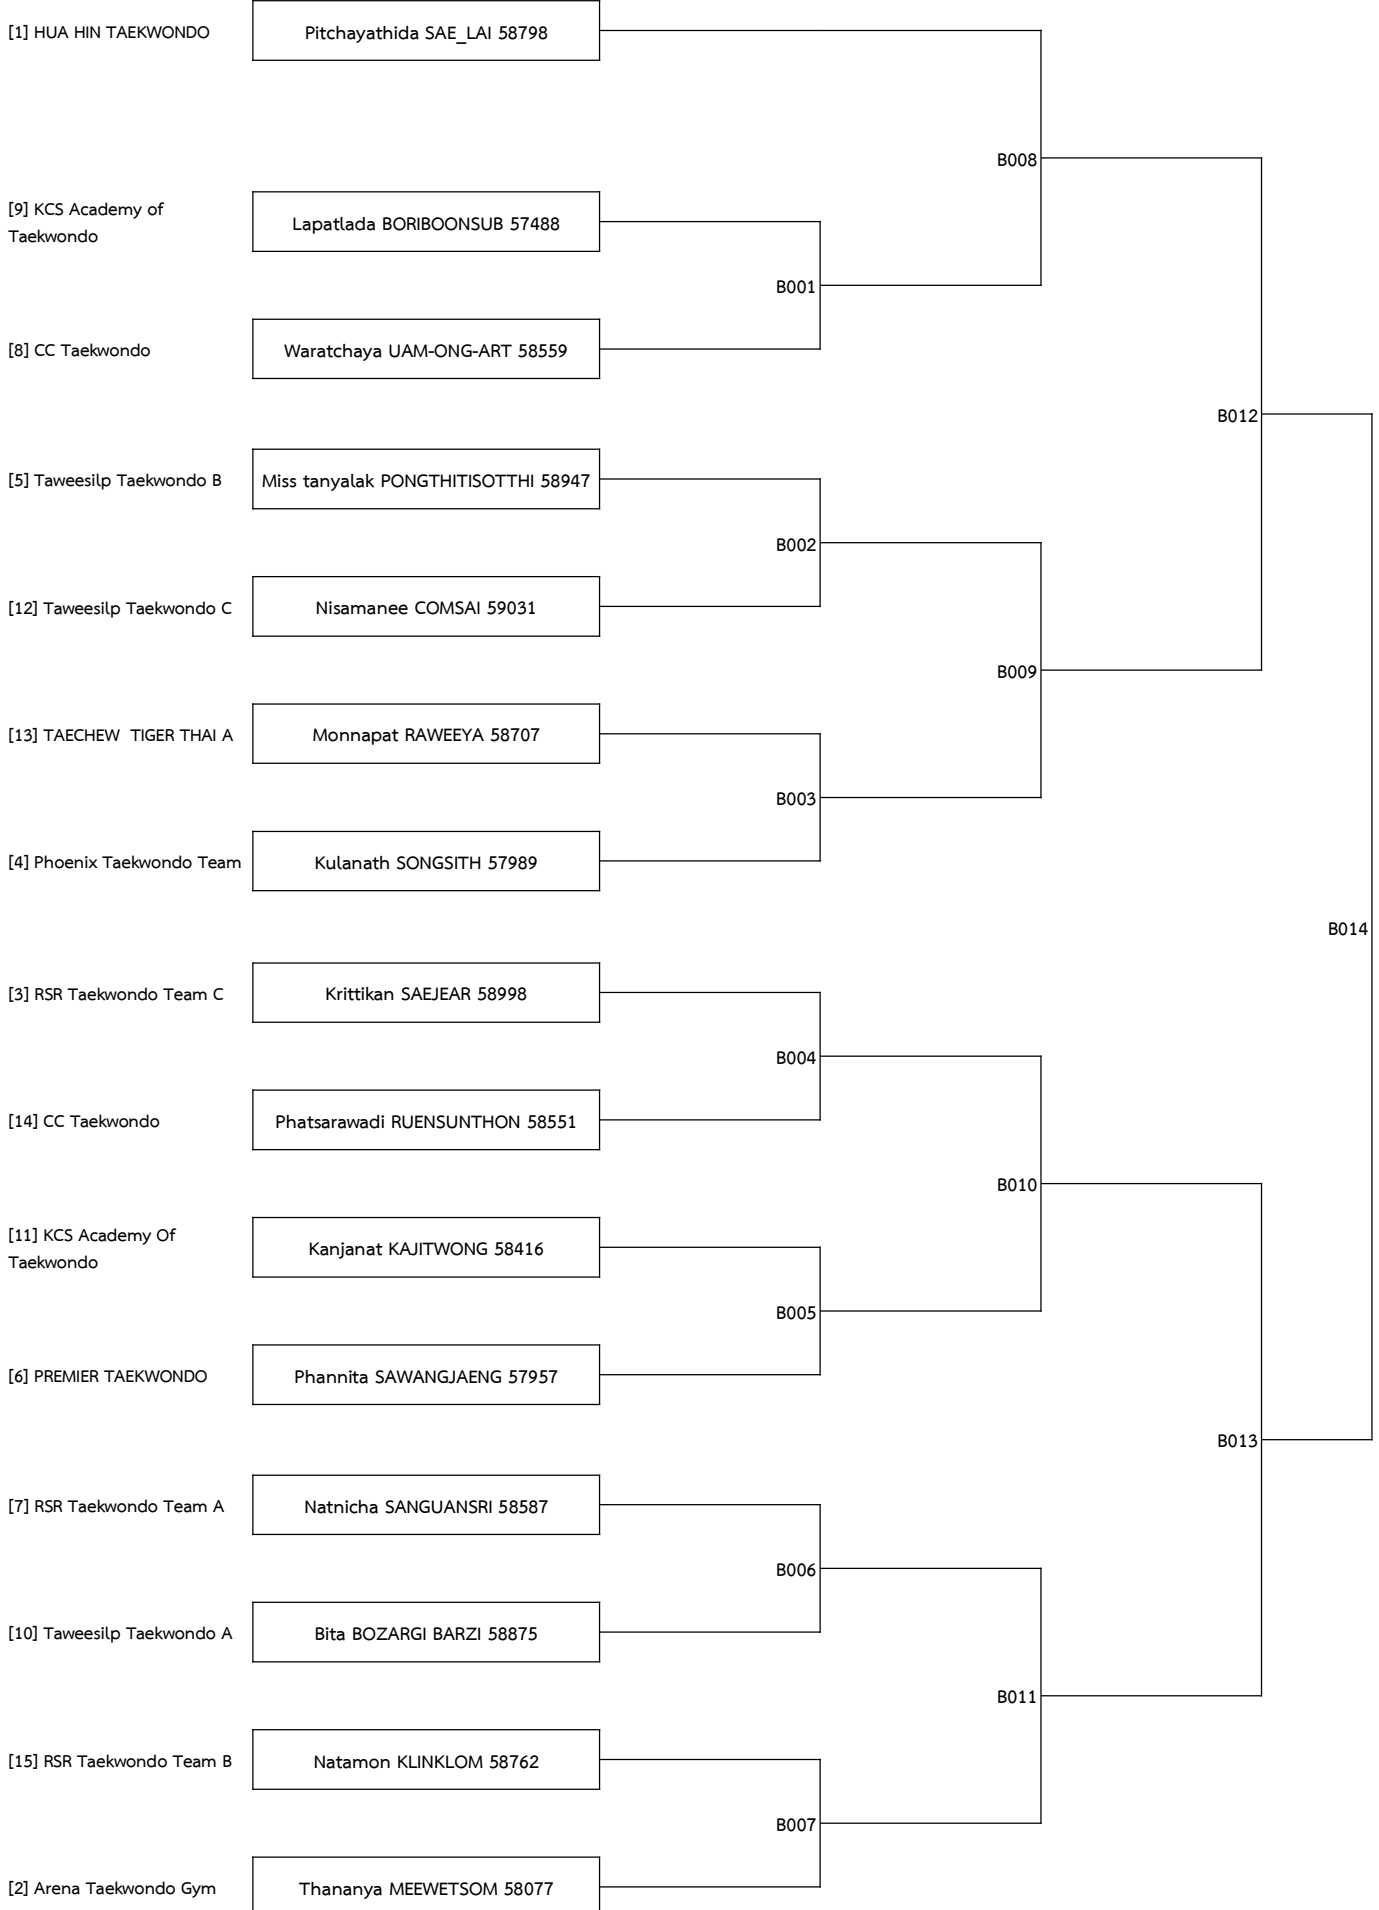 [1] HUA HIN TAEKWONDO
Pitchayathida SAE_LAI 58798
B008
[9] KCS Academy of
Taekwondo
Lapatlada BORIBOONSUB 57488
B001
[8] CC Taekwondo
Waratchaya UAM-ONG-ART 58559
B012
[5] Taweesilp Taekwondo B
Miss tanyalak PONGTHITISOTTHI 58947
B002
[12] Taweesilp Taekwondo C
Nisamanee COMSAI 59031
B009
[13] TAECHEW  TIGER THAI A
Monnapat RAWEEYA 58707
B003
[4] Phoenix Taekwondo Team
Kulanath SONGSITH 57989
B014
[3] RSR Taekwondo Team C
Krittikan SAEJEAR 58998
B004
[14] CC Taekwondo
Phatsarawadi RUENSUNTHON 58551
B010
[11] KCS Academy Of
Taekwondo
Kanjanat KAJITWONG 58416
B005
[6] PREMIER TAEKWONDO
Phannita SAWANGJAENG 57957
B013
[7] RSR Taekwondo Team A
Natnicha SANGUANSRI 58587
B006
[10] Taweesilp Taekwondo A
Bita BOZARGI BARZI 58875
B011
[15] RSR Taekwondo Team B
Natamon KLINKLOM 58762
B007
[2] Arena Taekwondo Gym
Thananya MEEWETSOM 58077